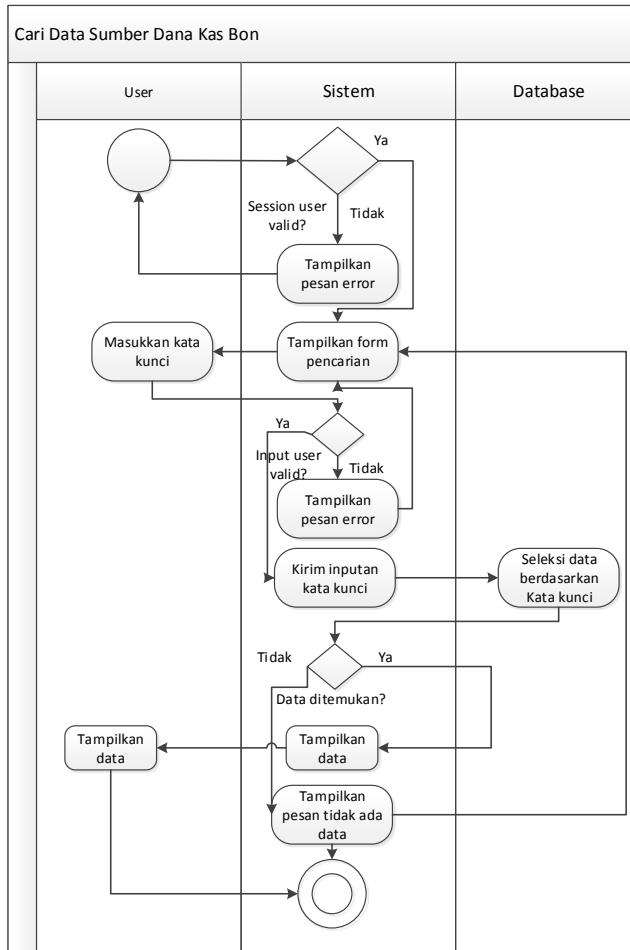 Cari Data Sumber Dana Kas Bon
User
Sistem
Database
Ya
Session user
valid?
Tidak
Tampilkan
pesan error
Masukkan kata
kunci
Tampilkan form
pencarian
Ya
Input user
valid?
Tidak
Tampilkan
pesan error
Kirim inputan
kata kunci
Seleksi data
berdasarkan
Kata kunci
Tidak
Ya
Data ditemukan?
Tampilkan
data
Tampilkan
data
Tampilkan
pesan tidak ada
data